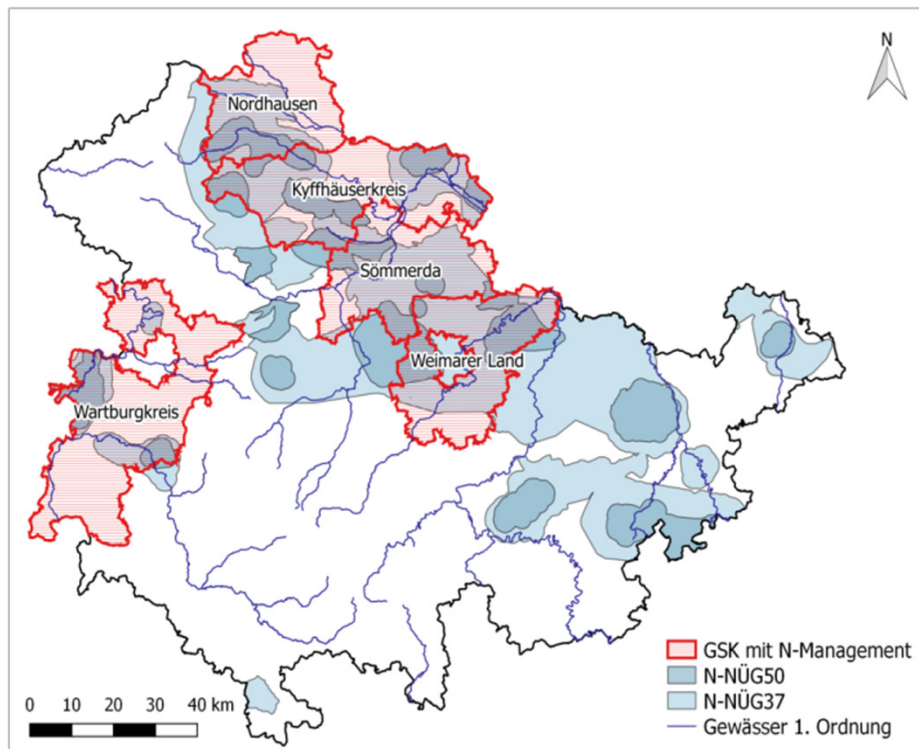 N
Nordhausen
Kyffhäuserkreis
Sömmerda
Weimarer Land
Wartburgkreis
GSK mit N-Management
N-NÜG50
N-NÜG37
Gewässer 1. Ordnung
0 10 20 30 40 km